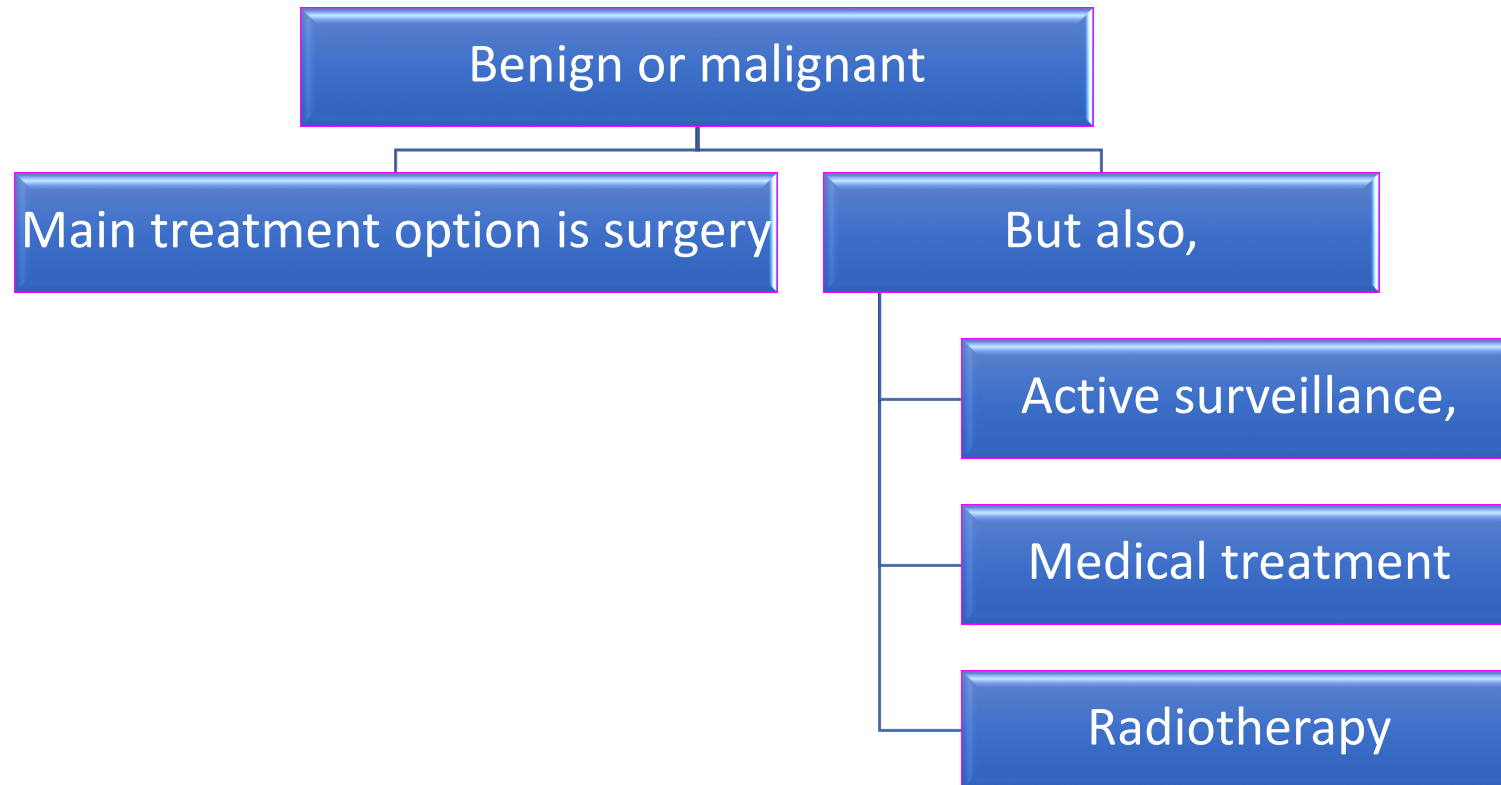 Benign or malignant
Main treatment option is surgery
But also,
Active surveillance,
Medical treatment
Radiotherapy